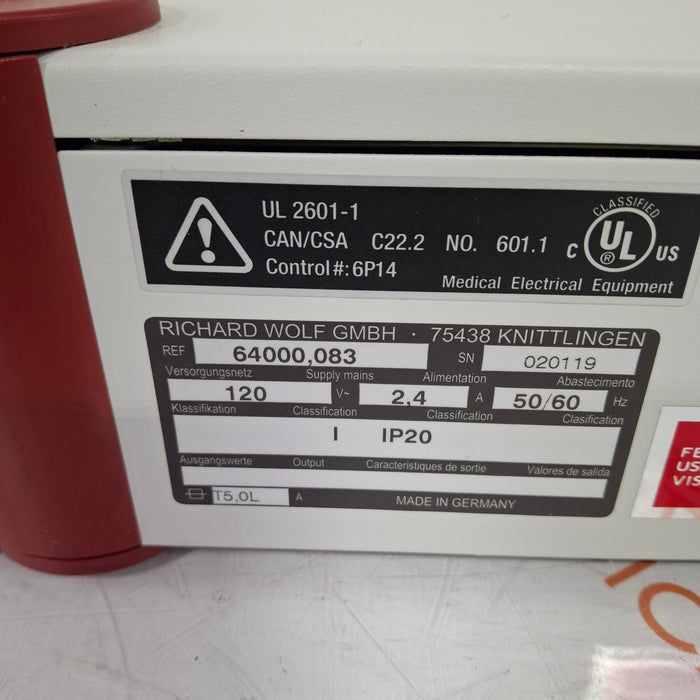 UL 2601-1
CAN/CSA C22.2 NO. 601.1
Control#: 6P14
CLASSIFIED
C UL US
®
Medical Electrical Equipment
RICHARD WOLF GMBH · 75438 KNITTLINGEN
REF 64000,083 SN 020119
Versorgungsnetz Supply mains Alimentation Abastecimento
120 V~ 2,4 A 50/60 Hz
Klassifikation Classification Classification Clasification
I IP20
Ausgangswerte Output Caracteristiques de sortie Valores de salida
T5,0L A MADE IN GERMANY
FE
US
VIS